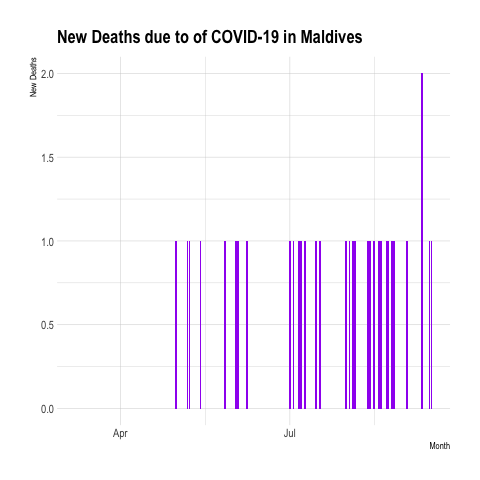 New Deaths due to of COVID-19 in Maldives
New Deaths
2.0
1.5
1.0
0.5
0.0
Apr
Jul
Month